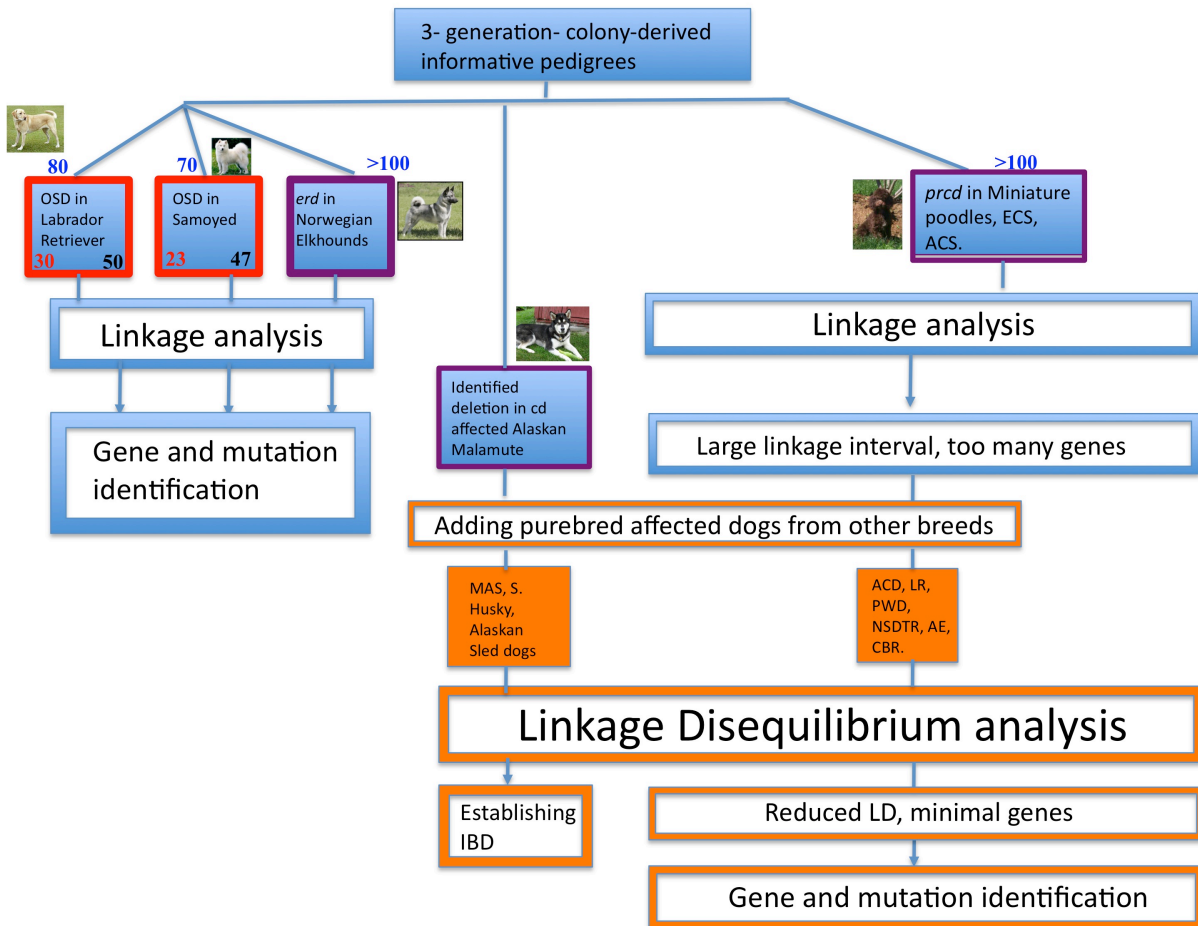 3- generation- colony-derived
informative pedigrees
80
70
>100
>100
OSD in
Labrador
Retriever
30 50
OSD in
Samoyed
23 47
erd in
Norwegian
Elkhounds
prcd in Miniature
poodles, ECS,
ACS.
Linkage analysis
Linkage analysis
Identified
deletion in cd
affected Alaskan
Malamute
Gene and mutation
identification
Large linkage interval, too many genes
Adding purebred affected dogs from other breeds
MAS, S.
Husky,
Alaskan
Sled dogs
ACD, LR,
PWD,
NSDTR, AE,
CBR.
Linkage Disequilibrium analysis
Establishing
IBD
Reduced LD, minimal genes
Gene and mutation identification